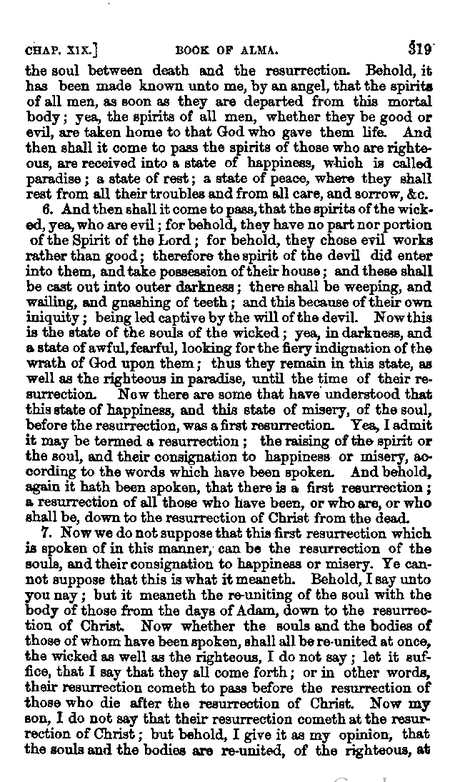 CHAP. XIX.] BOOK OF ALMA. 319
the soul between death and the resurrection. Behold, it
has been made known unto me, by an angel, that the spirits
of all men, as soon as they are departed from this mortal
body; yea, the spirits of all men, whether they be good or
evil, are taken home to that God who gave them life. And
then shall it come to pass the spirits of those who are righte-
ous, are received into a state of happiness, which is called
paradise; a state of rest; a state of peace, where they shall
rest from all their troubles and from all care, and sorrow, &c.
6. And then shall it come to pass, that the spirits of the wick-
ed, yea, who are evil; for behold, they have no part nor portion
of the Spirit of the Lord; for behold, they chose evil works
rather than good; therefore the spirit of the devil did enter
into them, and take possession of their house; and these shall
be cast out into outer darkness; there shall be weeping, and
wailing, and gnashing of teeth; and this because of their own
iniquity; being led captive by the will of the devil. Now this
is the state of the souls of the wicked; yea, in darkness, and
a state of awful, fearful, looking for the fiery indignation of the
wrath of God upon them; thus they remain in this state, as
well as the righteous in paradise, until the time of their re-
surrection. Now there are some that have understood that
this state of happiness, and this state of misery, of the soul,
before the resurrection, was a first resurrection. Yea, I admit
it may be termed a resurrection; the raising of the spirit or
the soul, and their consignation to happiness or misery, ac-
cording to the words which have been spoken. And behold,
again it hath been spoken, that there is a first resurrection;
a resurrection of all those who have been, or who are, or who
shall be, down to the resurrection of Christ from the dead.
7. Now we do not suppose that this first resurrection which
is spoken of in this manner, can be the resurrection of the
souls, and their consignation to happiness or misery. Ye can-
not suppose that this is what it meaneth. Behold, I say unto
you nay; but it meaneth the re-uniting of the soul with the
body of those from the days of Adam, down to the resurrec-
tion of Christ. Now whether the souls and the bodies of
those of whom have been spoken, shall all be re-united at once,
the wicked as well as the righteous, I do not say; let it suf-
fice, that I say that they all come forth; or in other words,
their resurrection cometh to pass before the resurrection of
those who die after the resurrection of Christ. Now my
son, I do not say that their resurrection cometh at the resur-
rection of Christ; but behold, I give it as my opinion, that
the souls and the bodies are re-united, of the righteous, at